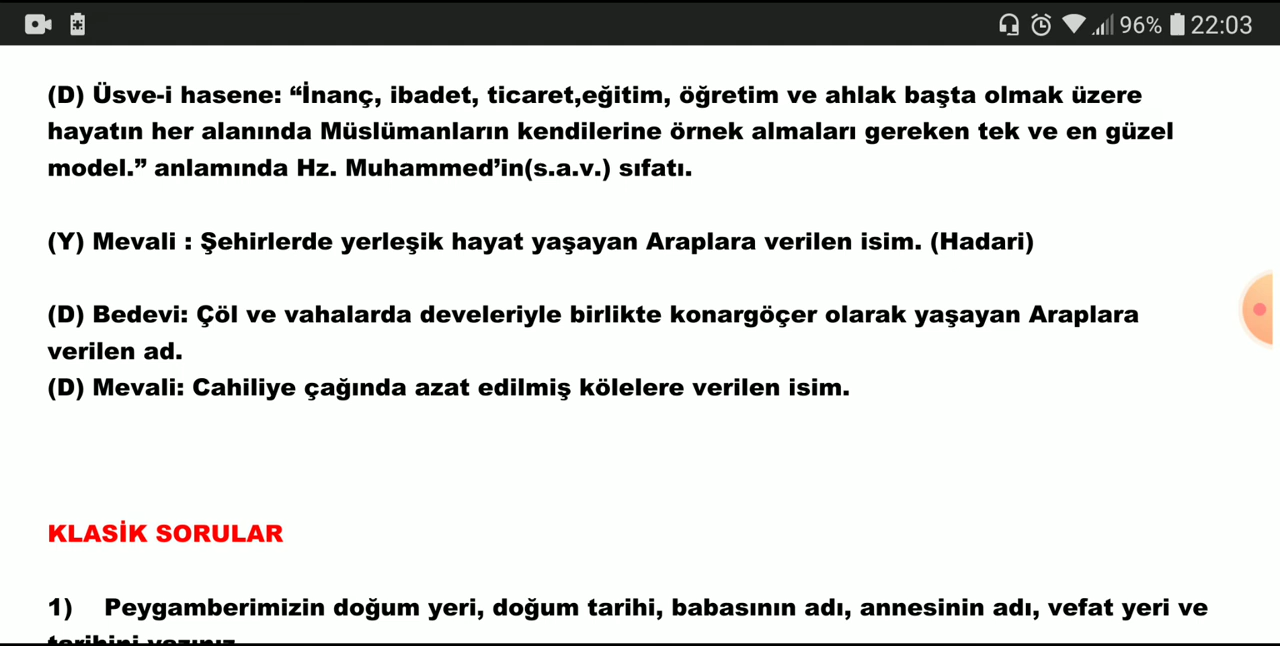 96% 22:03
(D) Üsve-i hasene: “İnanç, ibadet, ticaret,eğitim, öğretim ve ahlak başta olmak üzere
hayatın her alanında Müslümanların kendilerine örnek almaları gereken tek ve en güzel
model.” anlamında Hz. Muhammed’in(s.a.v.) sıfatı.
(Y) Mevali : Şehirlerde yerleşik hayat yaşayan Araplara verilen isim. (Hadari)
(D) Bedevi: Çöl ve vahalarda develeriyle birlikte konargöçer olarak yaşayan Araplara
verilen ad.
(D) Mevali: Cahiliye çağında azat edilmiş kölelere verilen isim.
KLASİK SORULAR
1) Peygamberimizin doğum yeri, doğum tarihi, babasının adı, annesinin adı, vefat yeri ve
tarihini yazınız